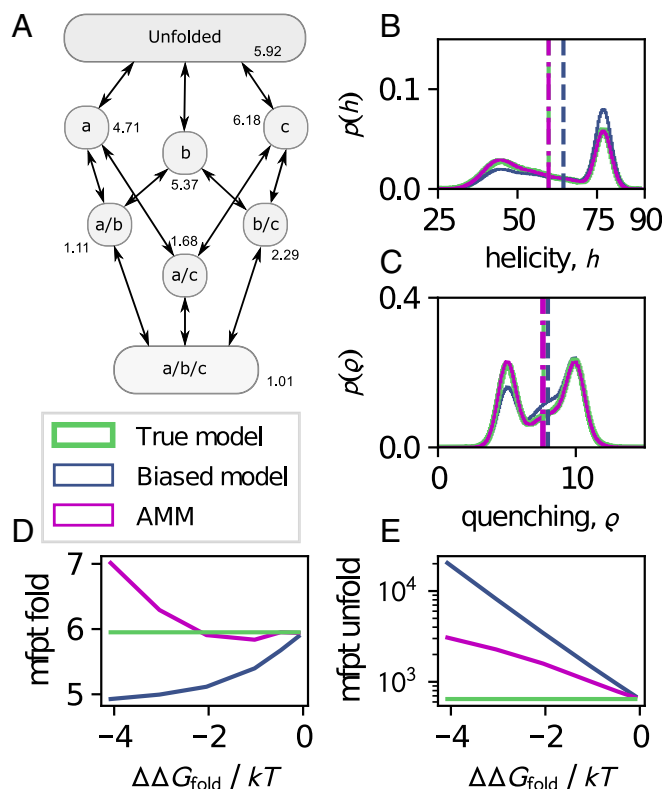 A
Unfolded
5.92
a
4.71
b
5.37
c
6.18
a/b
1.11
a/c
1.68
b/c
2.29
a/b/c
1.01
True model
Biased model
AMM
B
p(h)
0.1
0.0
25 50 75 90
helicity, h
C
p(ϱ)
0.4
0.0
0 10
quenching, ϱ
D
mfpt fold
7
6
5
−4 −2 0
ΔΔG_fold / kT
E
mfpt unfold
10⁴
10³
−4 −2 0
ΔΔG_fold / kT